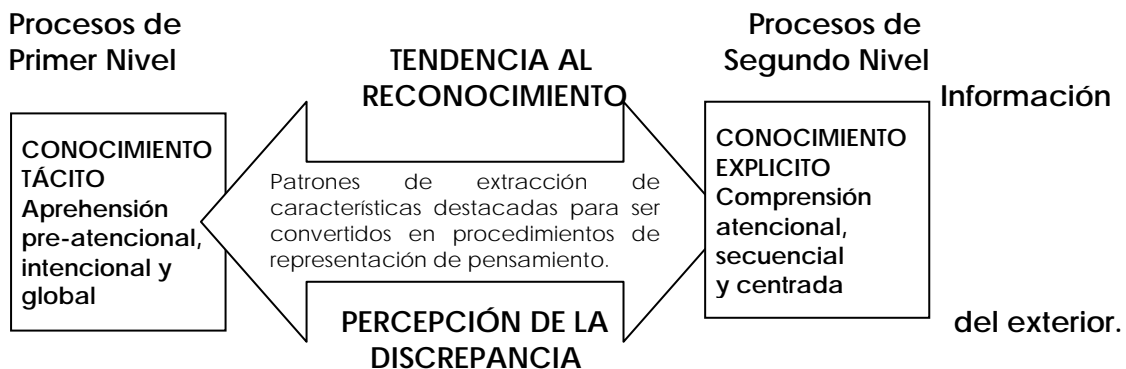 Procesos de
Primer Nivel
TENDENCIA AL
RECONOCIMIENTO
Procesos de
Segundo Nivel
Información
CONOCIMIENTO
TÁCITO
Aprehensión
pre-atencional,
intencional y
global
Patrones de extracción de
características destacadas para ser
convertidos en procedimientos de
representación de pensamiento.
CONOCIMIENTO
EXPLICITO
Comprensión
atencional,
secuencial
y centrada
PERCEPCIÓN DE LA
DISCREPANCIA
del exterior.